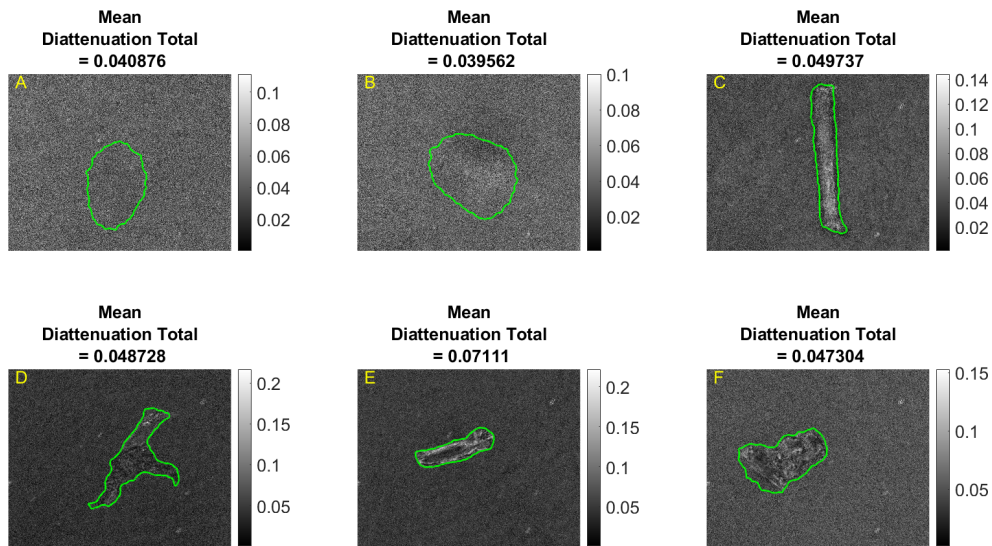 Mean
Diattenuation Total
= 0.040876
A
0.1
0.08
0.06
0.04
0.02
Mean
Diattenuation Total
= 0.039562
B
0.1
0.08
0.06
0.04
0.02
Mean
Diattenuation Total
= 0.049737
C
0.14
0.12
0.1
0.08
0.06
0.04
0.02
Mean
Diattenuation Total
= 0.048728
D
0.2
0.15
0.1
0.05
Mean
Diattenuation Total
= 0.07111
E
0.2
0.15
0.1
0.05
Mean
Diattenuation Total
= 0.047304
F
0.15
0.1
0.05